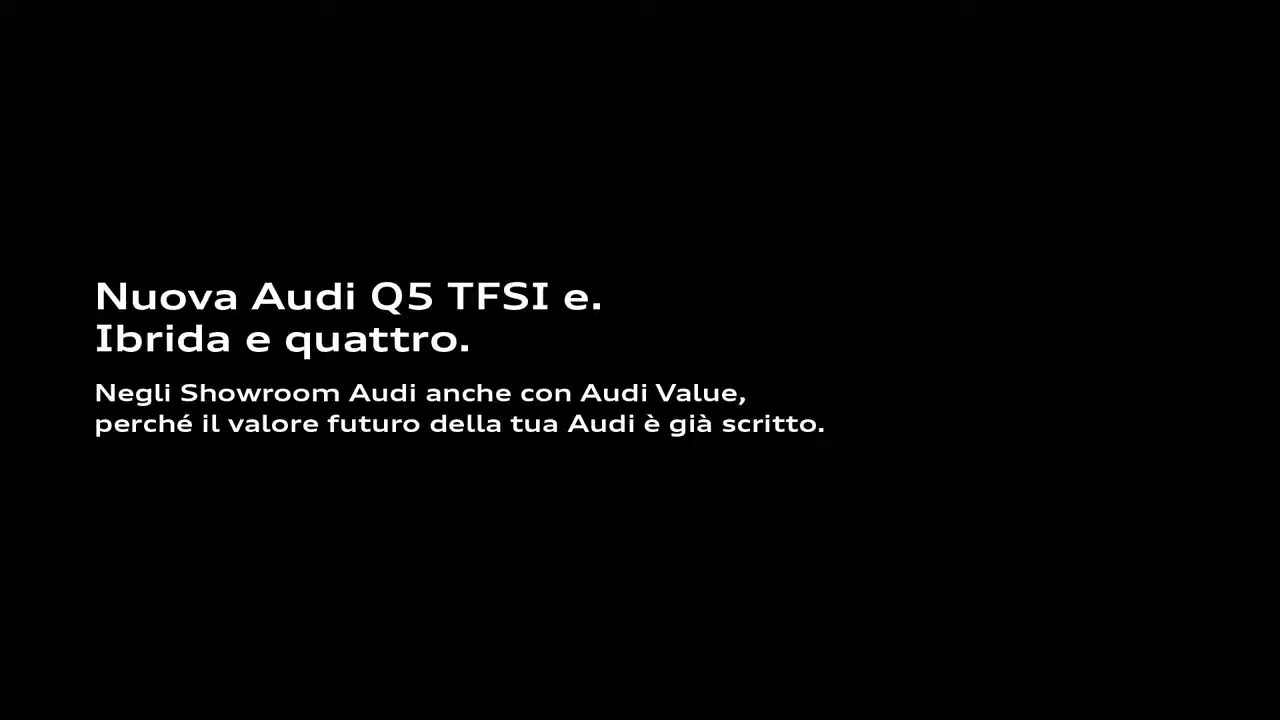 Nuova Audi Q5 TFSI e.
Ibrida e quattro.
Negli Showroom Audi anche con Audi Value,
perché il valore futuro della tua Audi è già scritto.